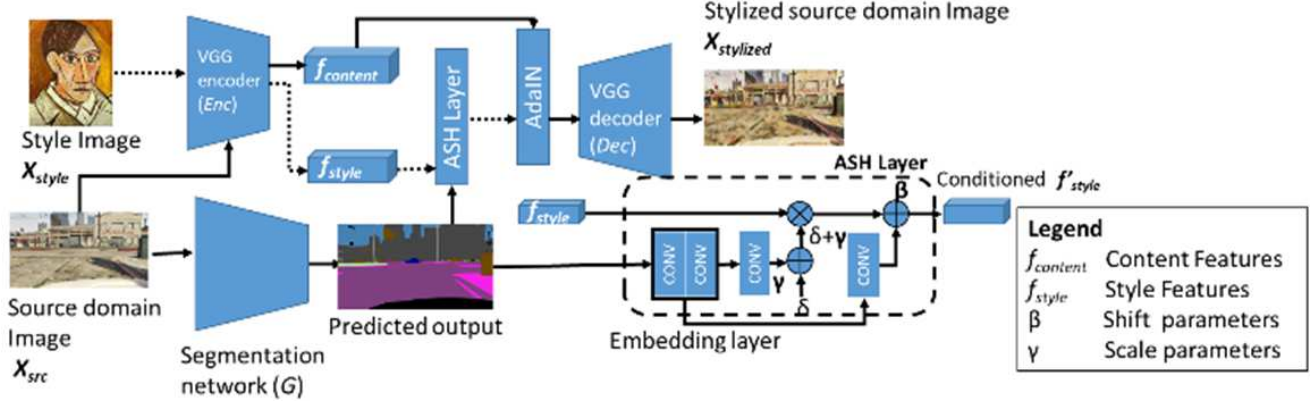 Style Image
X_style
VGG
encoder
(Enc)
f_content
f_style
ASH Layer
AdaIN
VGG
decoder
(Dec)
Stylized source domain Image
X_stylized
Source domain
Image
X_src
Segmentation
network (G)
Predicted output
ASH Layer
f_style
CONV
CONV
CONV
γ
δ+γ
δ
CONV
β
Embedding layer
Conditioned f'_style
Legend
f_content Content Features
f_style Style Features
β Shift parameters
γ Scale parameters